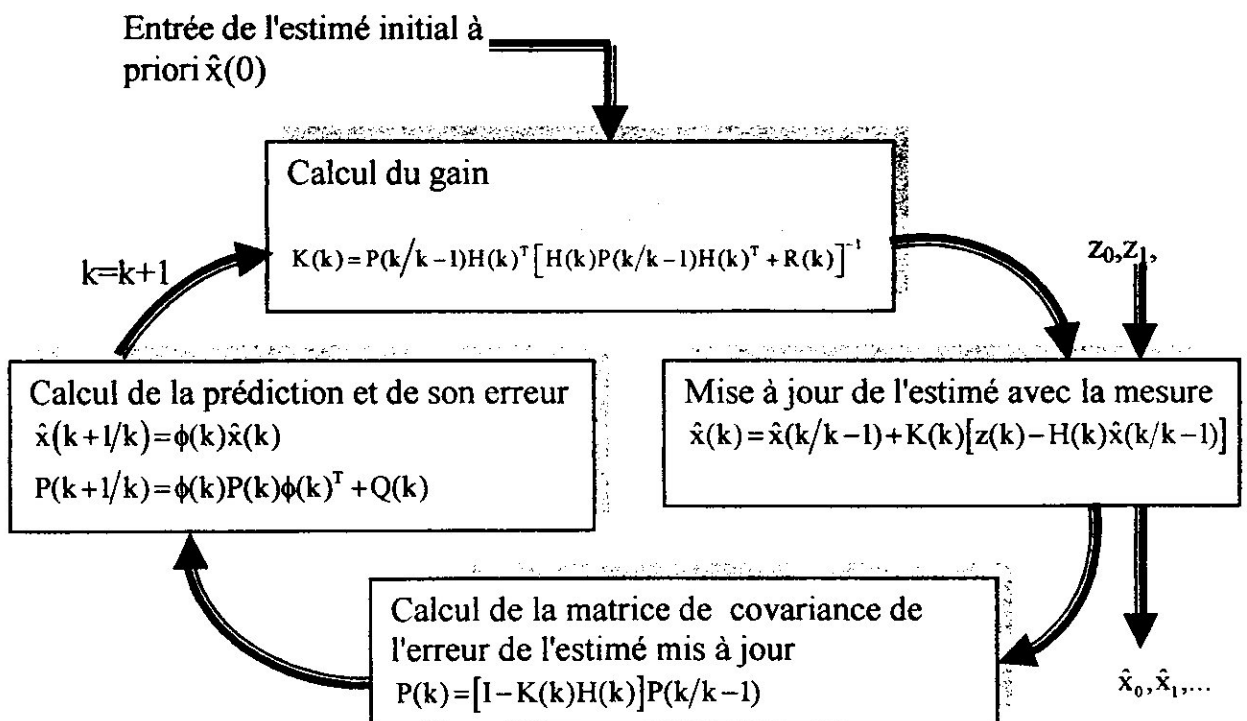 Entrée de l'estimé initial à
priori x̂(0)
Calcul du gain
K(k)=P(k/k−1)H(k)ᵀ[H(k)P(k/k−1)H(k)ᵀ+R(k)]⁻¹
k=k+1
z₀,z₁,
Calcul de la prédiction et de son erreur
x̂(k+1/k)=ϕ(k)x̂(k)
P(k+1/k)=ϕ(k)P(k)ϕ(k)ᵀ+Q(k)
Mise à jour de l'estimé avec la mesure
x̂(k)=x̂(k/k−1)+K(k)[z(k)−H(k)x̂(k/k−1)]
Calcul de la matrice de covariance de
l'erreur de l'estimé mis à jour
P(k)=[I−K(k)H(k)]P(k/k−1)
x̂₀,x̂₁,...